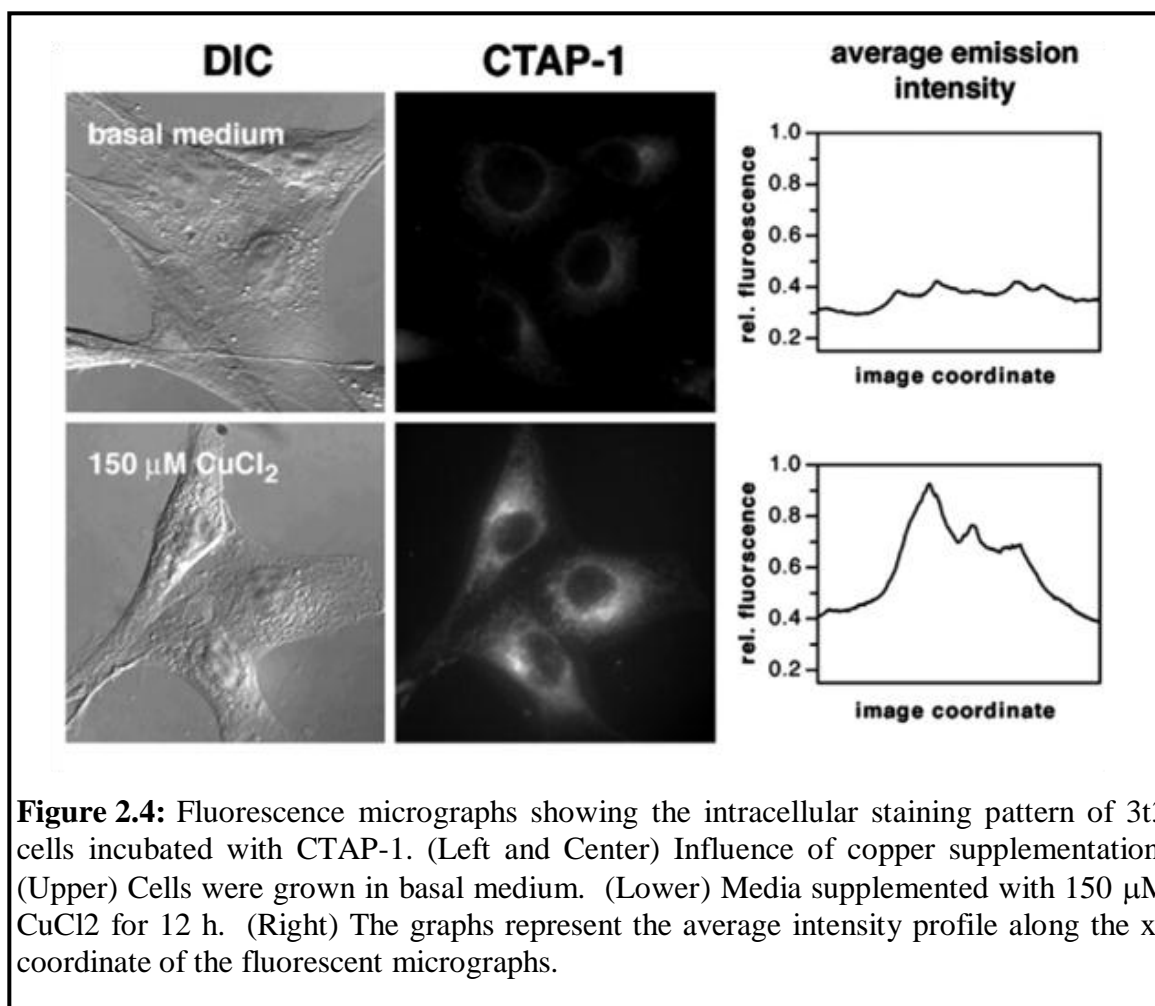 DIC
CTAP-1
average emission
intensity
basal medium
1.0
0.8
0.6
0.4
0.2
rel. fluroescence
image coordinate
150 μM CuCl2
1.0
0.8
0.6
0.4
0.2
rel. fluorscence
image coordinate
Figure 2.4: Fluorescence micrographs showing the intracellular staining pattern of
cells incubated with CTAP-1. (Left and Center) Influence of copper supplementation
(Upper) Cells were grown in basal medium. (Lower) Media supplemented with 150
CuCl2 for 12 h. (Right) The graphs represent the average intensity profile along the x
coordinate of the fluorescent micrographs.